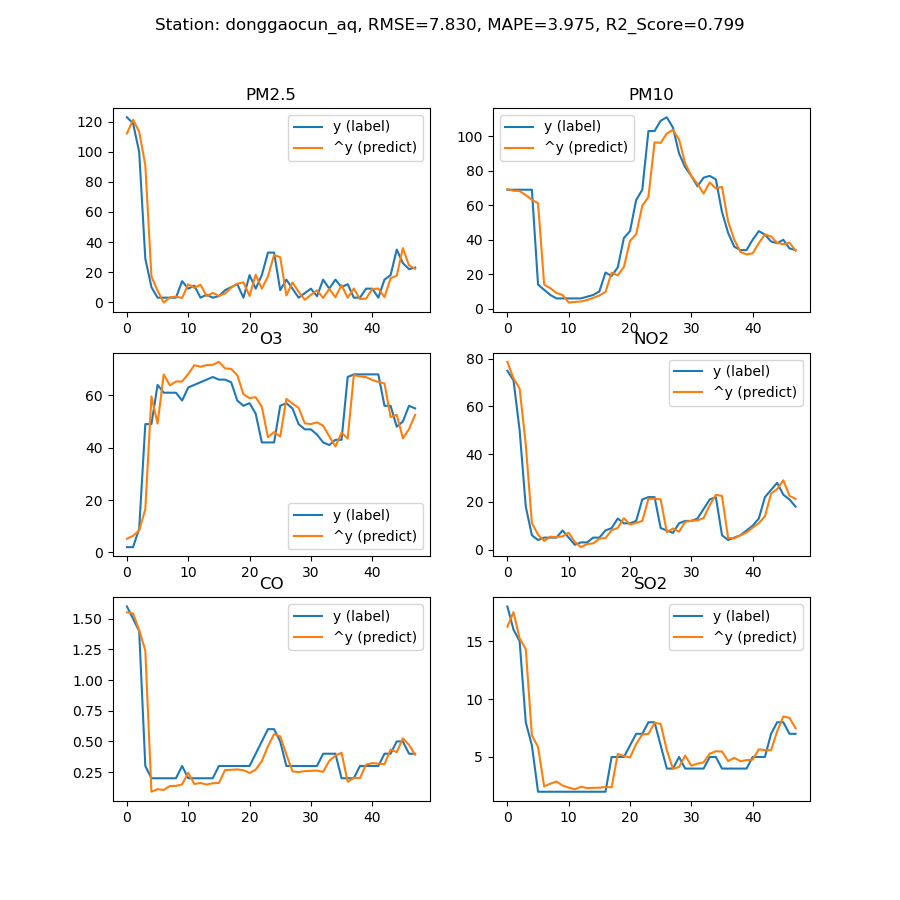 Station: donggaocun_aq, RMSE=7.830, MAPE=3.975, R2_Score=0.799
PM2.5
y (label)
^y (predict)
120
100
80
60
40
20
0
0 10 20 30 40
PM10
y (label)
^y (predict)
100
80
60
40
20
0
0 10 20 30 40
O3
y (label)
^y (predict)
60
40
20
0
0 10 20 30 40
NO2
y (label)
^y (predict)
80
60
40
20
0
0 10 20 30 40
CO
y (label)
^y (predict)
1.50
1.25
1.00
0.75
0.50
0.25
0 10 20 30 40
SO2
y (label)
^y (predict)
15
10
5
0 10 20 30 40